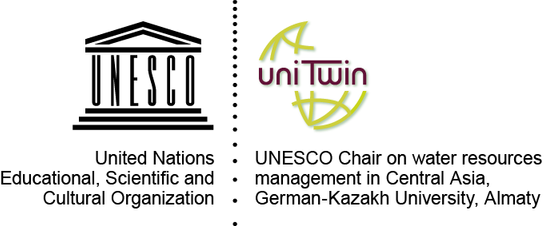 UNESCO
United Nations
Educational, Scientific and
Cultural Organization
uniTwin
UNESCO Chair on water resources
management in Central Asia,
German-Kazakh University, Almaty